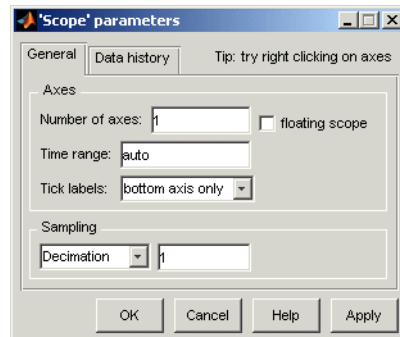 'Scope' parameters
General Data history Tip: try right clicking on axes
Axes
Number of axes: 1 floating scope
Time range: auto
Tick labels: bottom axis only
Sampling
Decimation 1
OK Cancel Help Apply